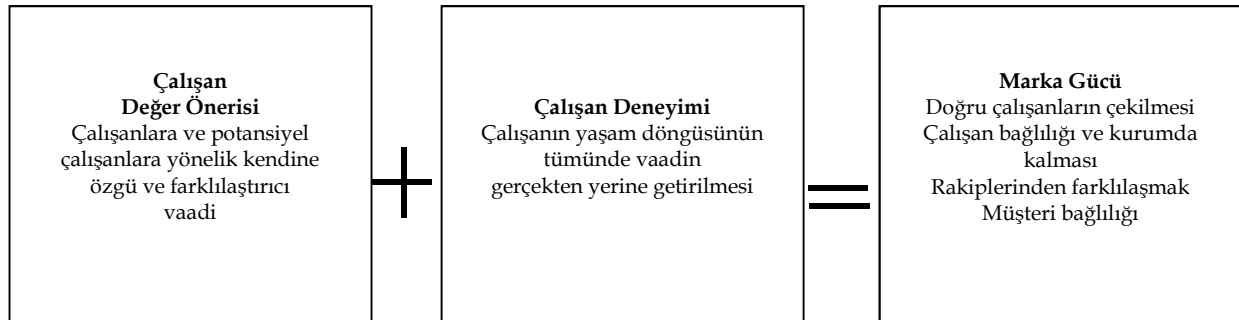 Çalışan
Değer Önerisi
Çalışanlara ve potansiyel
çalışanlara yönelik kendine
özgü ve farklılaştırıcı
vaadi
+
Çalışan Deneyimi
Çalışanın yaşam döngüsünün
tümünde vaadin
gerçekten yerine getirilmesi
=
Marka Gücü
Doğru çalışanların çekilmesi
Çalışan bağlılığı ve kurumda
kalması
Rakiplerinden farklılaşmak
Müşteri bağlılığı